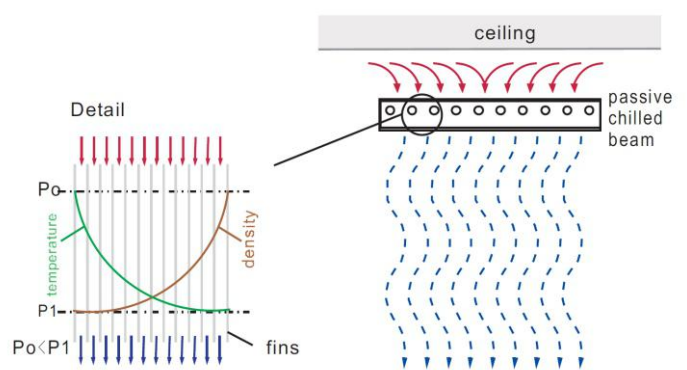 ceiling
passive
chilled
beam
Detail
Po
temperature
density
P1
Po<P1
fins